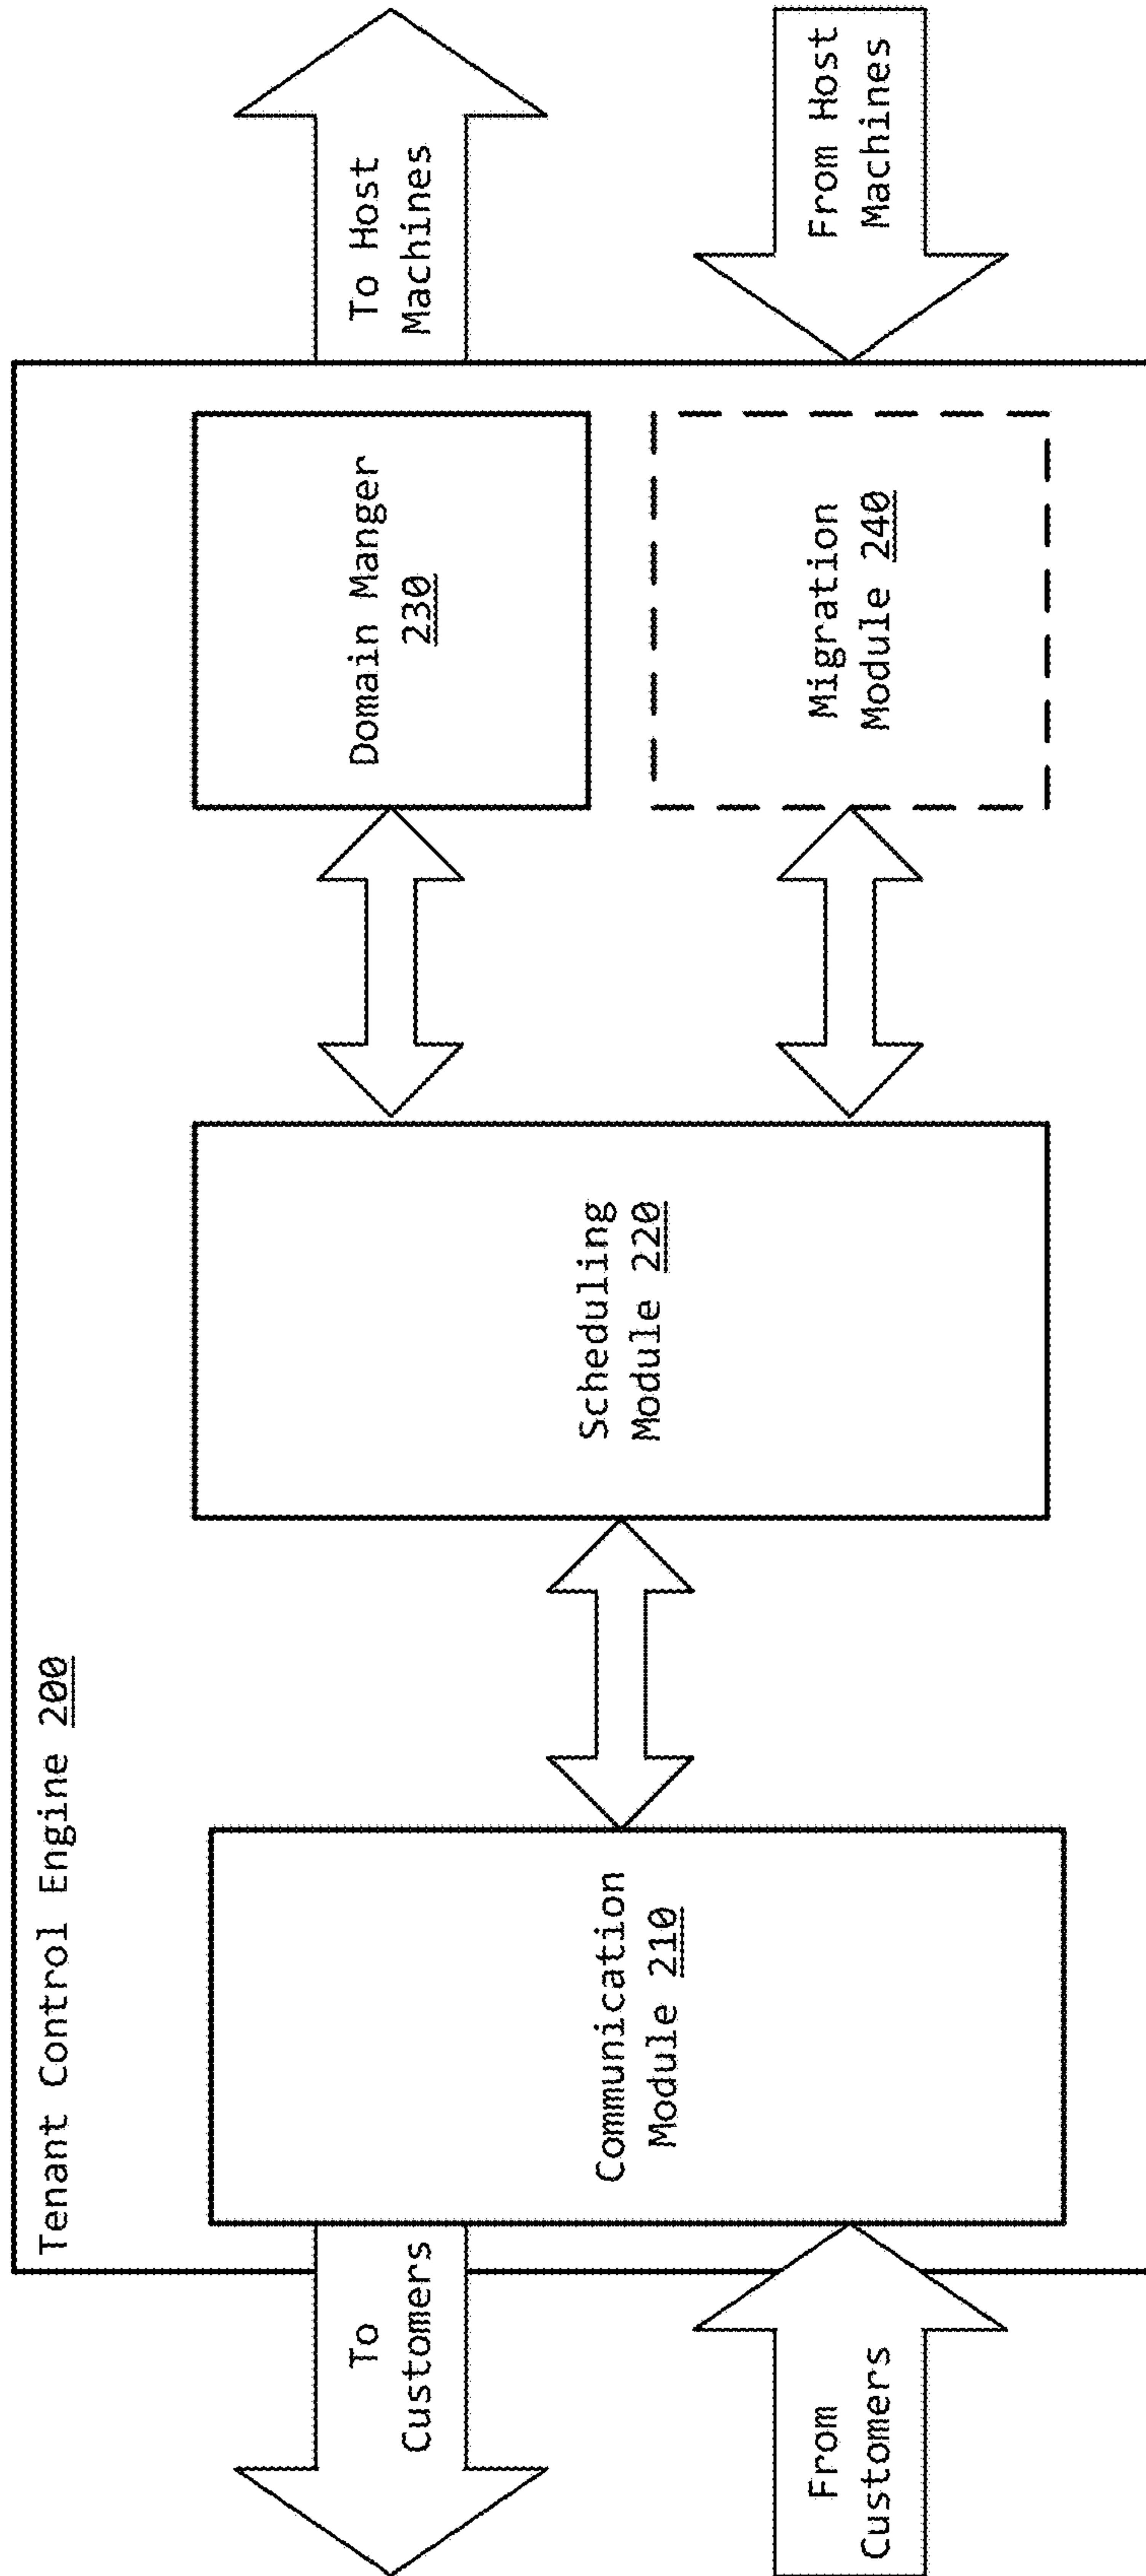 Tenant Control Engine 200
To
Customers
From
Customers
Communication
Module 210
Scheduling
Module 220
Domain Manger
230
Migration
Module 240
To Host
Machines
From Host
Machines